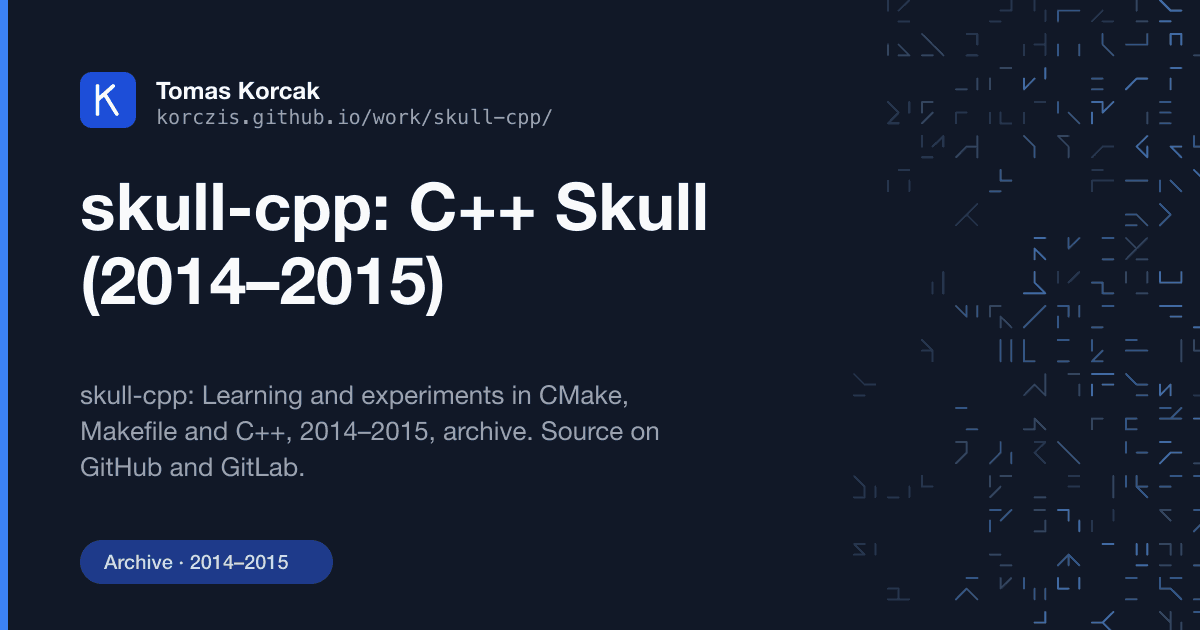 K
Tomas Korcak
korczis.github.io/work/skull-cpp/
skull-cpp: C++ Skull
(2014–2015)
skull-cpp: Learning and experiments in CMake,
Makefile and C++, 2014–2015, archive. Source on
GitHub and GitLab.
Archive · 2014–2015